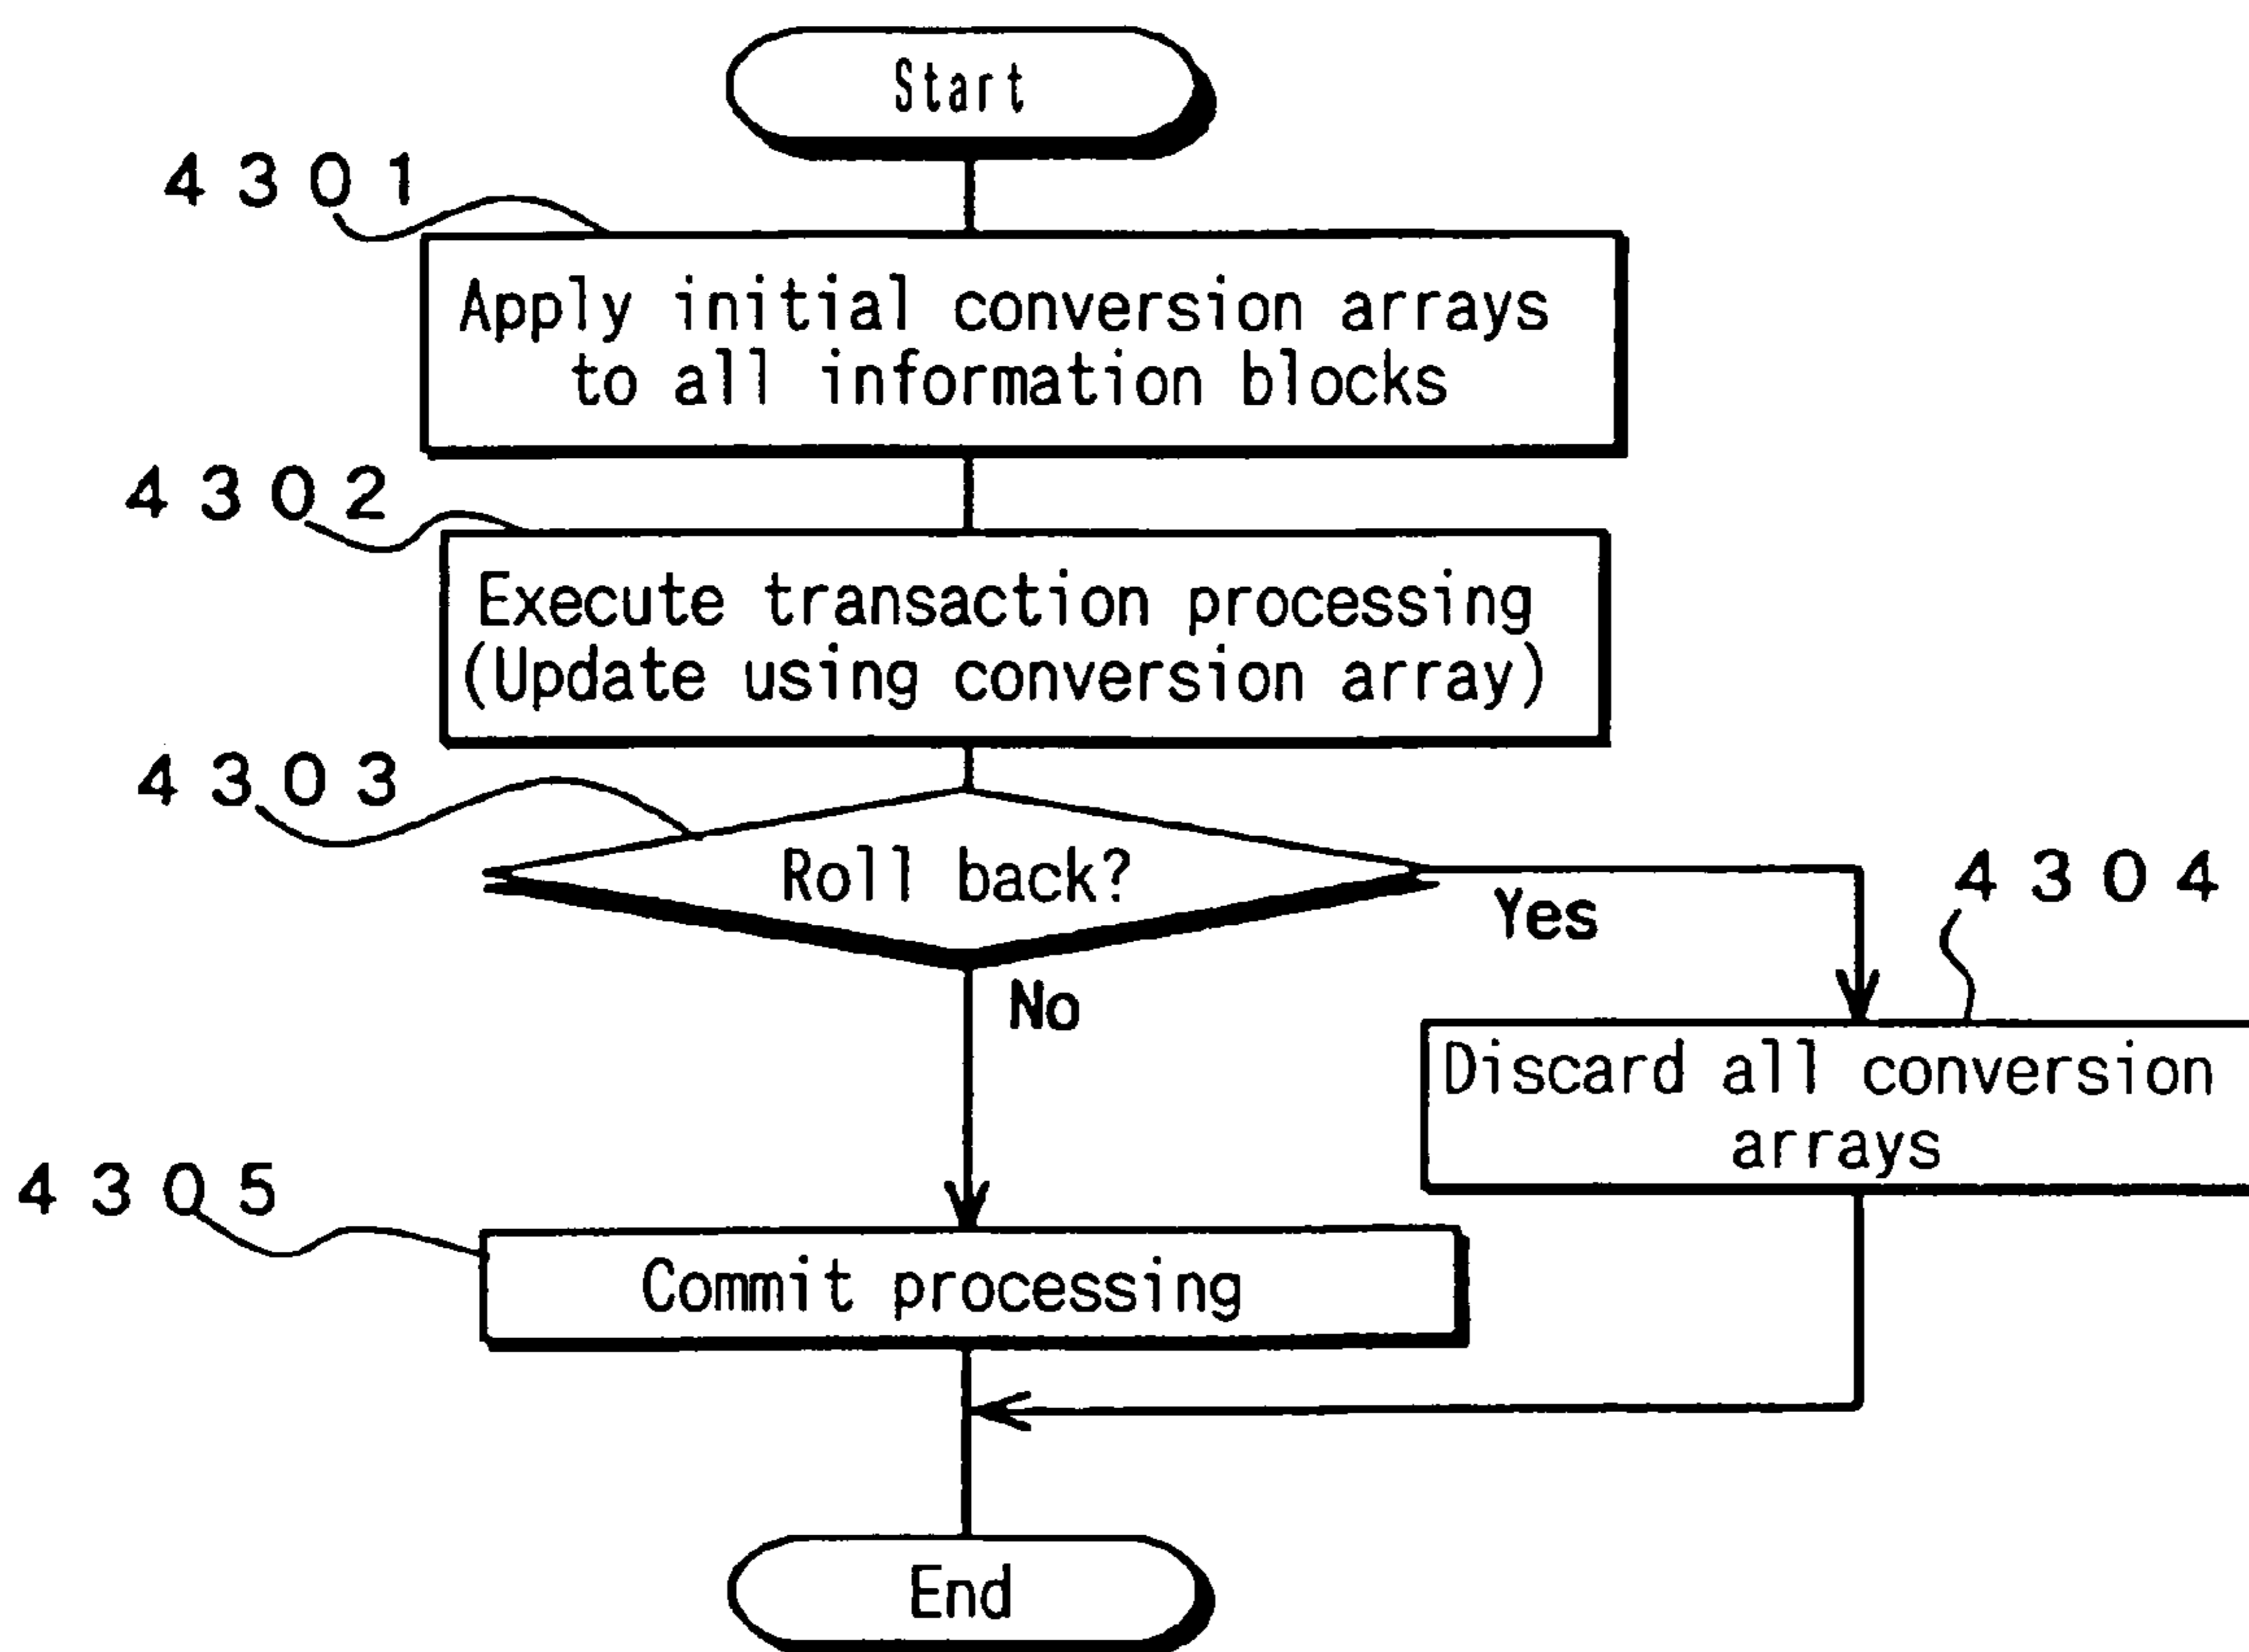 Start
4301
Apply initial conversion arrays
to all information blocks
4302
Execute transaction processing
(Update using conversion array)
4303
Roll back?
Yes
4304
No
Discard all conversion
arrays
4305
Commit processing
End